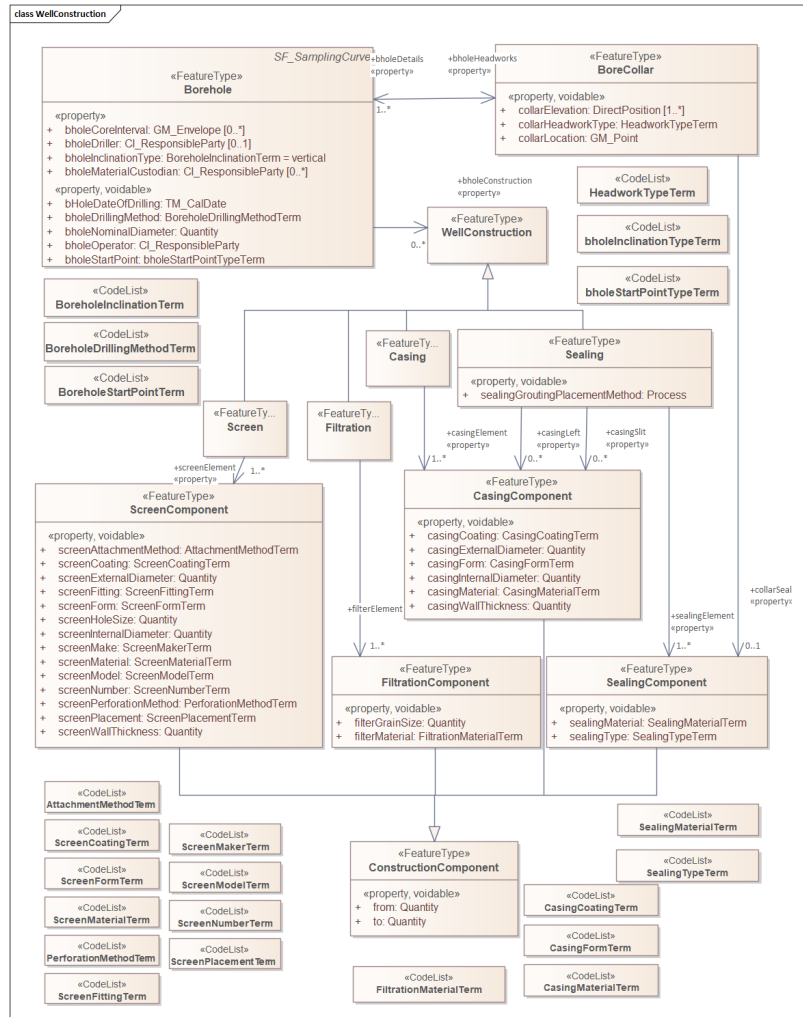 class WellConstruction
SF_SamplingCurve
«FeatureType»
Borehole
«property»
+ bholeCoreInterval: GM_Envelope [0..*]
+ bholeDriller: CI_ResponsibleParty [0..1]
+ bholeInclinationType: BoreholeInclinationTerm = vertical
+ bholeMaterialCustodian: CI_ResponsibleParty [0..*]
«property, voidable»
+ bHoleDateOfDrilling: TM_CalDate
+ bholeDrillingMethod: BoreholeDrillingMethodTerm
+ bholeNominalDiameter: Quantity
+ bholeOperator: CI_ResponsibleParty
+ bholeStartPoint: bholeStartPointTypeTerm
+bholeDetails
«property»
1..*
+bholeHeadworks
«property»
«FeatureType»
BoreCollar
«property, voidable»
+ collarElevation: DirectPosition [1..*]
+ collarHeadworkType: HeadworkTypeTerm
+ collarLocation: GM_Point
«CodeList»
HeadworkTypeTerm
«CodeList»
bholeInclinationTypeTerm
«CodeList»
bholeStartPointTypeTerm
+bholeConstruction
«property»
0..*
«FeatureType»
WellConstruction
«CodeList»
BoreholeInclinationTerm
«CodeList»
BoreholeDrillingMethodTerm
«CodeList»
BoreholeStartPointTerm
«FeatureTy...
Casing
«FeatureType»
Sealing
«property, voidable»
+ sealingGroutingPlacementMethod: Process
«FeatureTy...
Screen
«FeatureTy...
Filtration
+screenElement
«property»
1..*
+casingElement
«property»
1..*
+casingLeft
«property»
0..*
+casingSlit
«property»
0..*
«FeatureType»
ScreenComponent
«property, voidable»
+ screenAttachmentMethod: AttachmentMethodTerm
+ screenCoating: ScreenCoatingTerm
+ screenExternalDiameter: Quantity
+ screenFitting: ScreenFittingTerm
+ screenForm: ScreenFormTerm
+ screenHoleSize: Quantity
+ screenInternalDiameter: Quantity
+ screenMake: ScreenMakerTerm
+ screenMaterial: ScreenMaterialTerm
+ screenModel: ScreenModelTerm
+ screenNumber: ScreenNumberTerm
+ screenPerforationMethod: PerforationMethodTerm
+ screenPlacement: ScreenPlacementTerm
+ screenWallThickness: Quantity
«FeatureType»
CasingComponent
«property, voidable»
+ casingCoating: CasingCoatingTerm
+ casingExternalDiameter: Quantity
+ casingForm: CasingFormTerm
+ casingInternalDiameter: Quantity
+ casingMaterial: CasingMaterialTerm
+ casingWallThickness: Quantity
+filterElement
1..*
+sealingElement
«property»
1..*
+collarSeal
«property»
0..1
«FeatureType»
FiltrationComponent
«property, voidable»
+ filterGrainSize: Quantity
+ filterMaterial: FiltrationMaterialTerm
«FeatureType»
SealingComponent
«property, voidable»
+ sealingMaterial: SealingMaterialTerm
+ sealingType: SealingTypeTerm
«CodeList»
AttachmentMethodTerm
«CodeList»
ScreenCoatingTerm
«CodeList»
ScreenFormTerm
«CodeList»
ScreenMaterialTerm
«CodeList»
PerforationMethodTerm
«CodeList»
ScreenFittingTerm
«CodeList»
ScreenMakerTerm
«CodeList»
ScreenModelTerm
«CodeList»
ScreenNumberTerm
«CodeList»
ScreenPlacementTerm
«FeatureType»
ConstructionComponent
«property, voidable»
+ from: Quantity
+ to: Quantity
«CodeList»
FiltrationMaterialTerm
«CodeList»
SealingMaterialTerm
«CodeList»
SealingTypeTerm
«CodeList»
CasingCoatingTerm
«CodeList»
CasingFormTerm
«CodeList»
CasingMaterialTerm